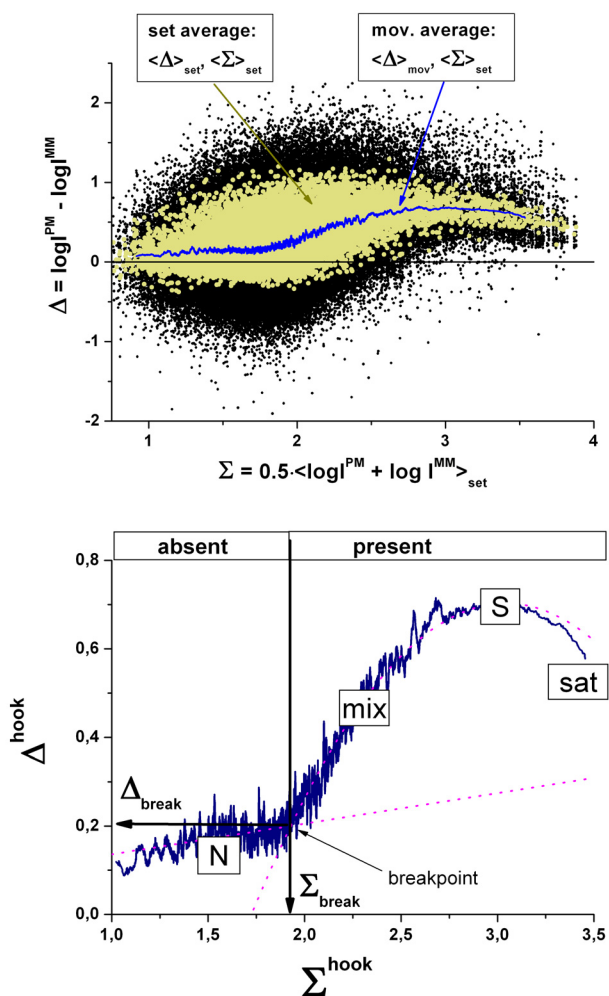 set average:
<Δ>set, <Σ>set
mov. average:
<Δ>mov, <Σ>set
2
1
0
-1
-2
Δ = logI^PM - logI^MM
1 2 3 4
Σ = 0.5·<logI^PM + log I^MM>set
absent present
0,8
0,6
0,4
0,2
0,0
Δ^hook
S
sat
mix
Δbreak
N
breakpoint
Σbreak
1,0 1,5 2,0 2,5 3,0 3,5
Σ^hook